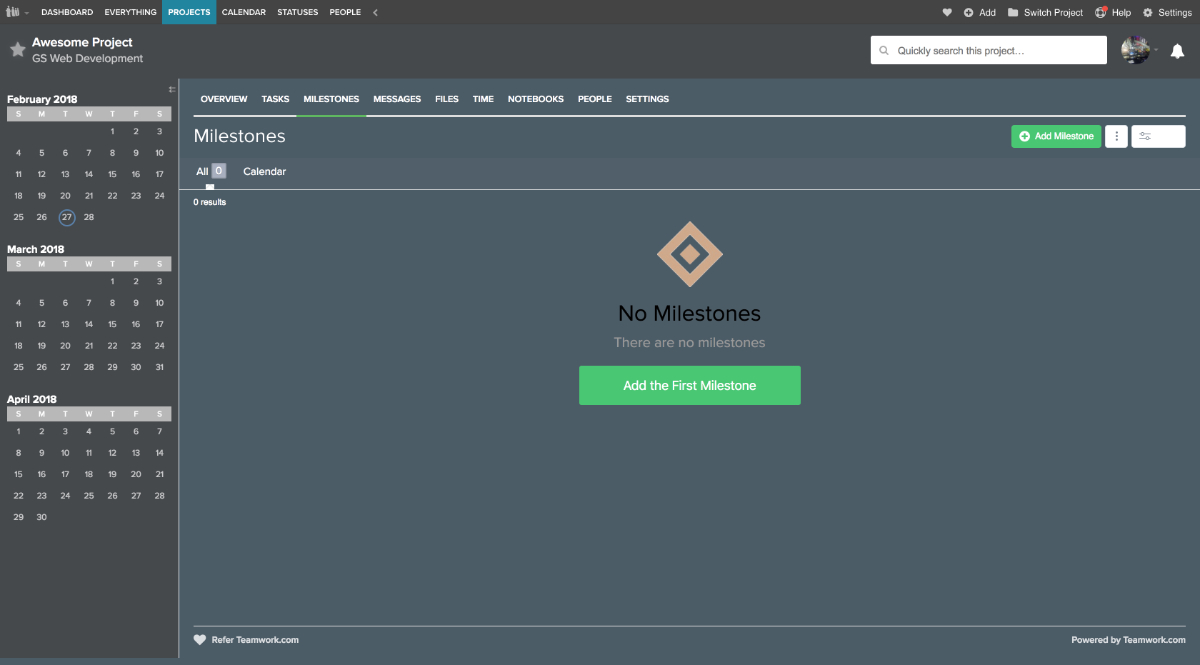 DASHBOARD EVERYTHING PROJECTS CALENDAR STATUSES PEOPLE Add Switch Project Help Settings
Awesome Project
GS Web Development
Quickly search this project...
February 2018
S M T W T F S
1 2 3
4 5 6 7 8 9 10
11 12 13 14 15 16 17
18 19 20 21 22 23 24
25 26 27 28
March 2018
S M T W T F S
1 2 3
4 5 6 7 8 9 10
11 12 13 14 15 16 17
18 19 20 21 22 23 24
25 26 27 28 29 30 31
April 2018
S M T W T F S
1 2 3 4 5 6 7
8 9 10 11 12 13 14
15 16 17 18 19 20 21
22 23 24 25 26 27 28
29 30
OVERVIEW TASKS MILESTONES MESSAGES FILES TIME NOTEBOOKS PEOPLE SETTINGS
Milestones
Add Milestone
All 0 Calendar
0 results
No Milestones
There are no milestones
Add the First Milestone
Refer Teamwork.com
Powered by Teamwork.com